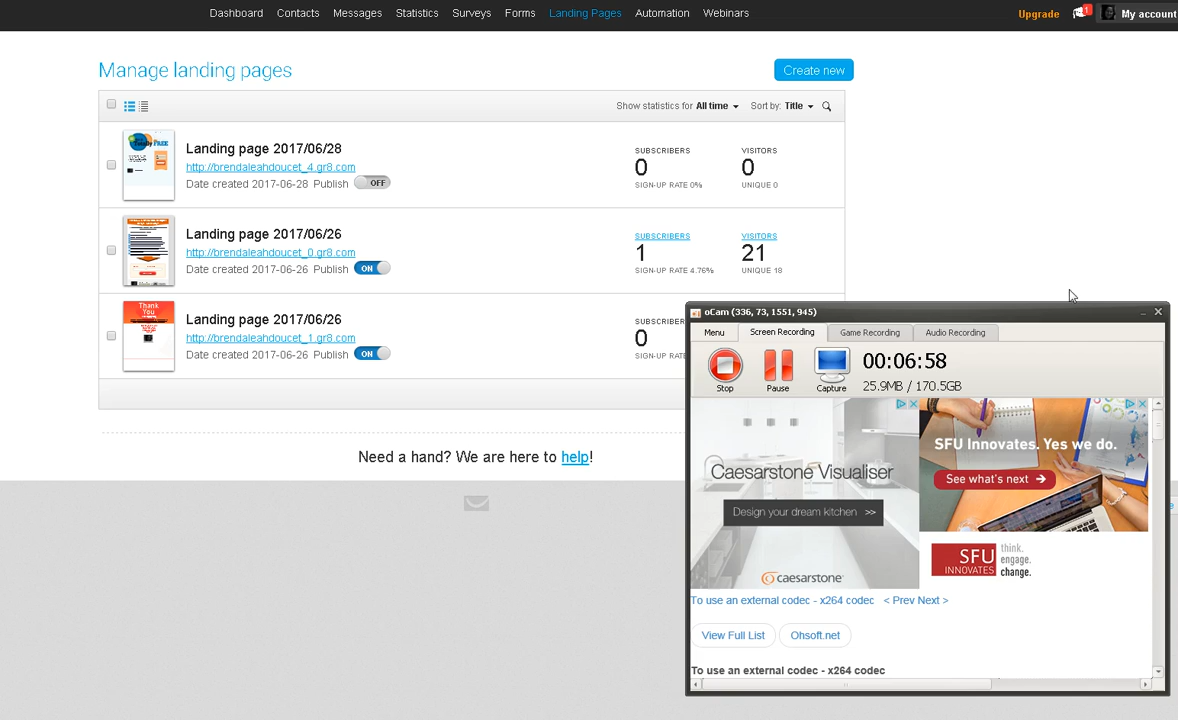 Dashboard Contacts Messages Statistics Surveys Forms Landing Pages Automation Webinars Upgrade 1 My account
Manage landing pages
Create new
Show statistics for All time Sort by: Title
Landing page 2017/06/28
http://brendaleahdoucet_4.gr8.com
Date created 2017-06-28 Publish OFF
SUBSCRIBERS
0
SIGN-UP RATE 0%
VISITORS
0
UNIQUE 0
Landing page 2017/06/26
http://brendaleahdoucet_0.gr8.com
Date created 2017-06-26 Publish ON
SUBSCRIBERS
1
SIGN-UP RATE 4.76%
VISITORS
21
UNIQUE 18
Thank
You
Landing page 2017/06/26
http://brendaleahdoucet_1.gr8.com
Date created 2017-06-26 Publish ON
SUBSCRIBER
0
SIGN-UP RAT
Need a hand? We are here to help!
oCam (336, 73, 1551, 945)
Menu Screen Recording Game Recording Audio Recording
Stop Pause Capture
00:06:58
25.9MB / 170.5GB
Caesarstone Visualiser
Design your dream kitchen >>
caesarstone
SFU Innovates. Yes we do.
See what's next →
SFU
INNOVATES
think.
engage.
change.
To use an external codec - x264 codec < Prev Next >
View Full List Ohsoft.net
To use an external codec - x264 codec